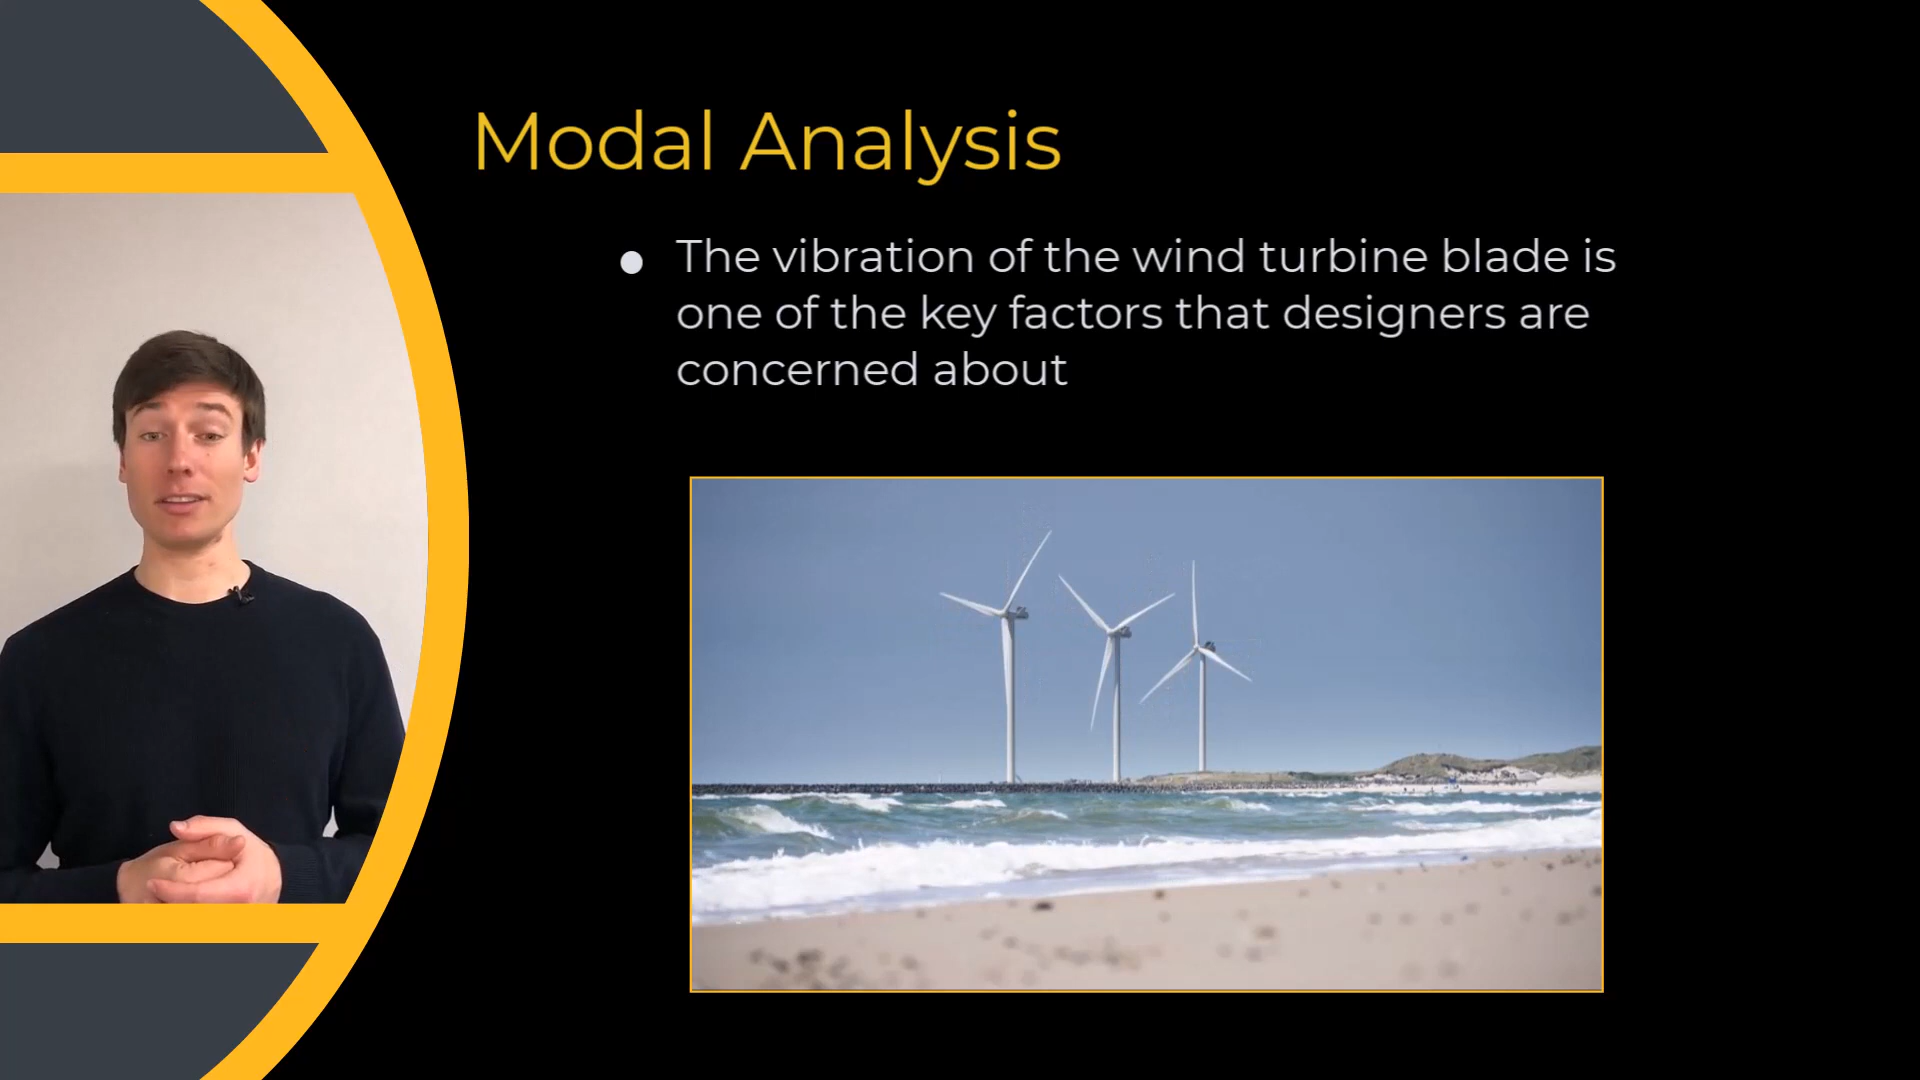 Modal Analysis
● The vibration of the wind turbine blade is
one of the key factors that designers are
concerned about